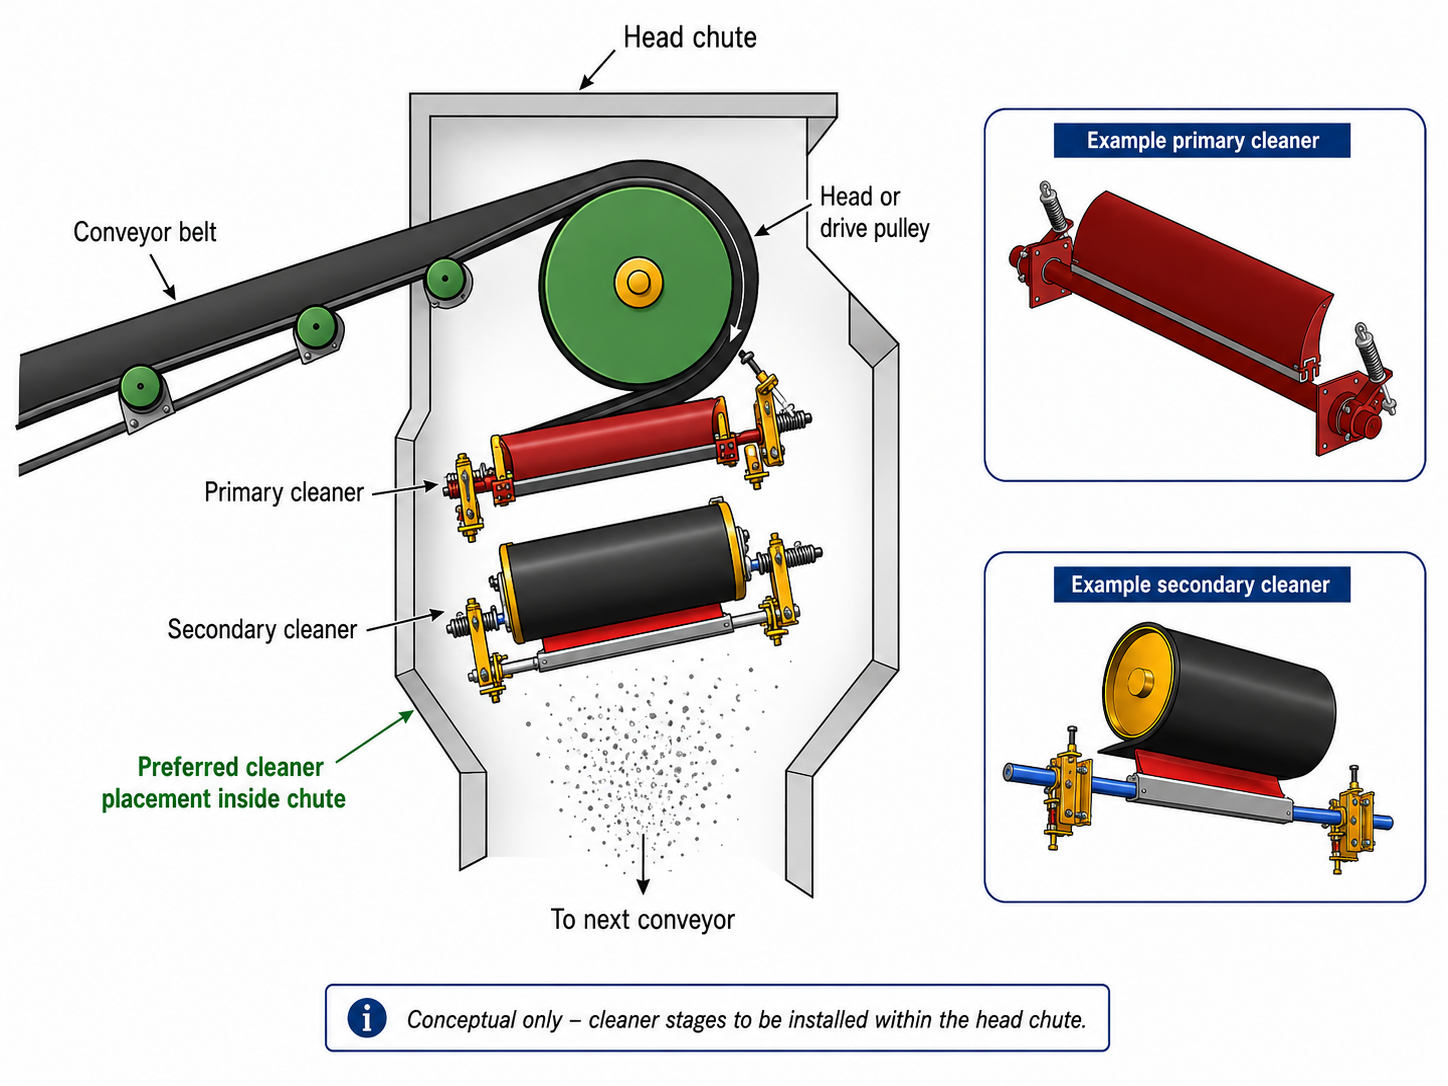 Head chute
Conveyor belt
Head or
drive pulley
Primary cleaner
Secondary cleaner
Preferred cleaner
placement inside chute
To next conveyor
Example primary cleaner
Example secondary cleaner
i Conceptual only – cleaner stages to be installed within the head chute.